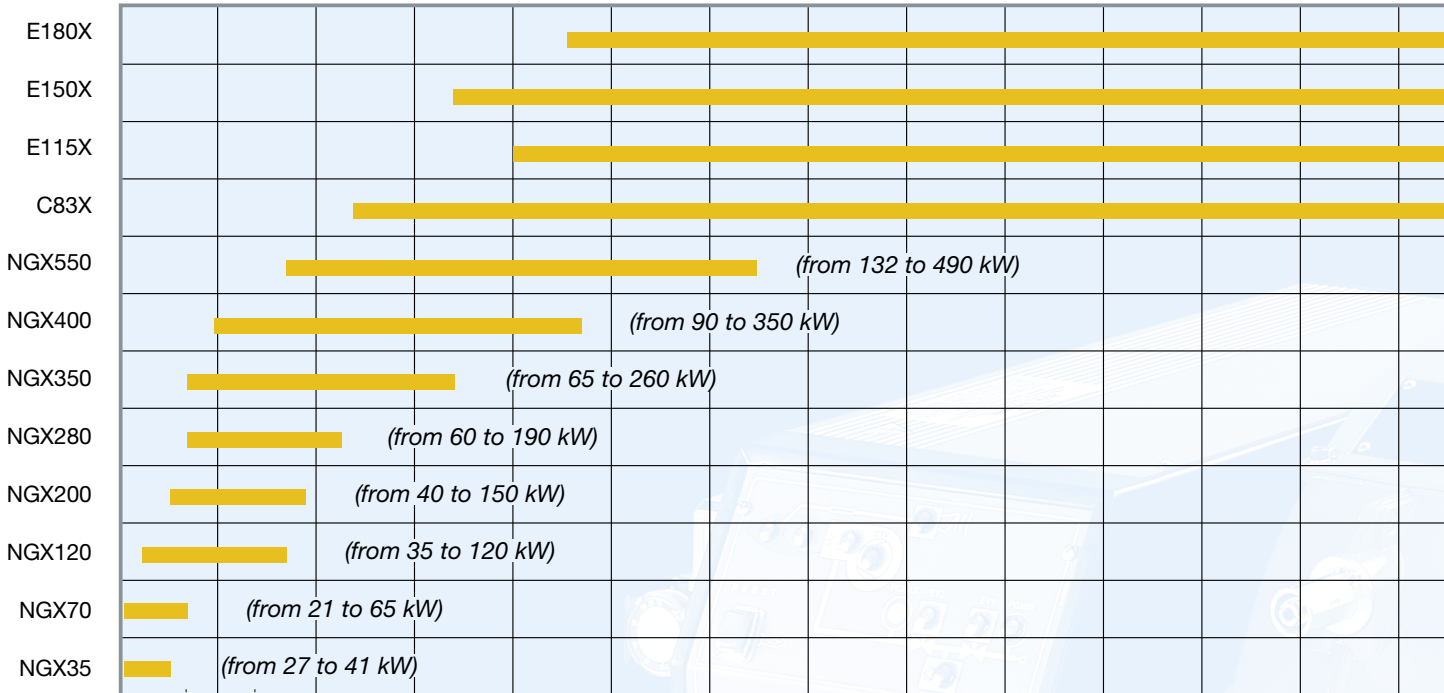 E180X
E150X
E115X
C83X
NGX550 (from 132 to 490 kW)
NGX400 (from 90 to 350 kW)
NGX350 (from 65 to 260 kW)
NGX280 (from 60 to 190 kW)
NGX200 (from 40 to 150 kW)
NGX120 (from 35 to 120 kW)
NGX70 (from 21 to 65 kW)
NGX35 (from 27 to 41 kW)